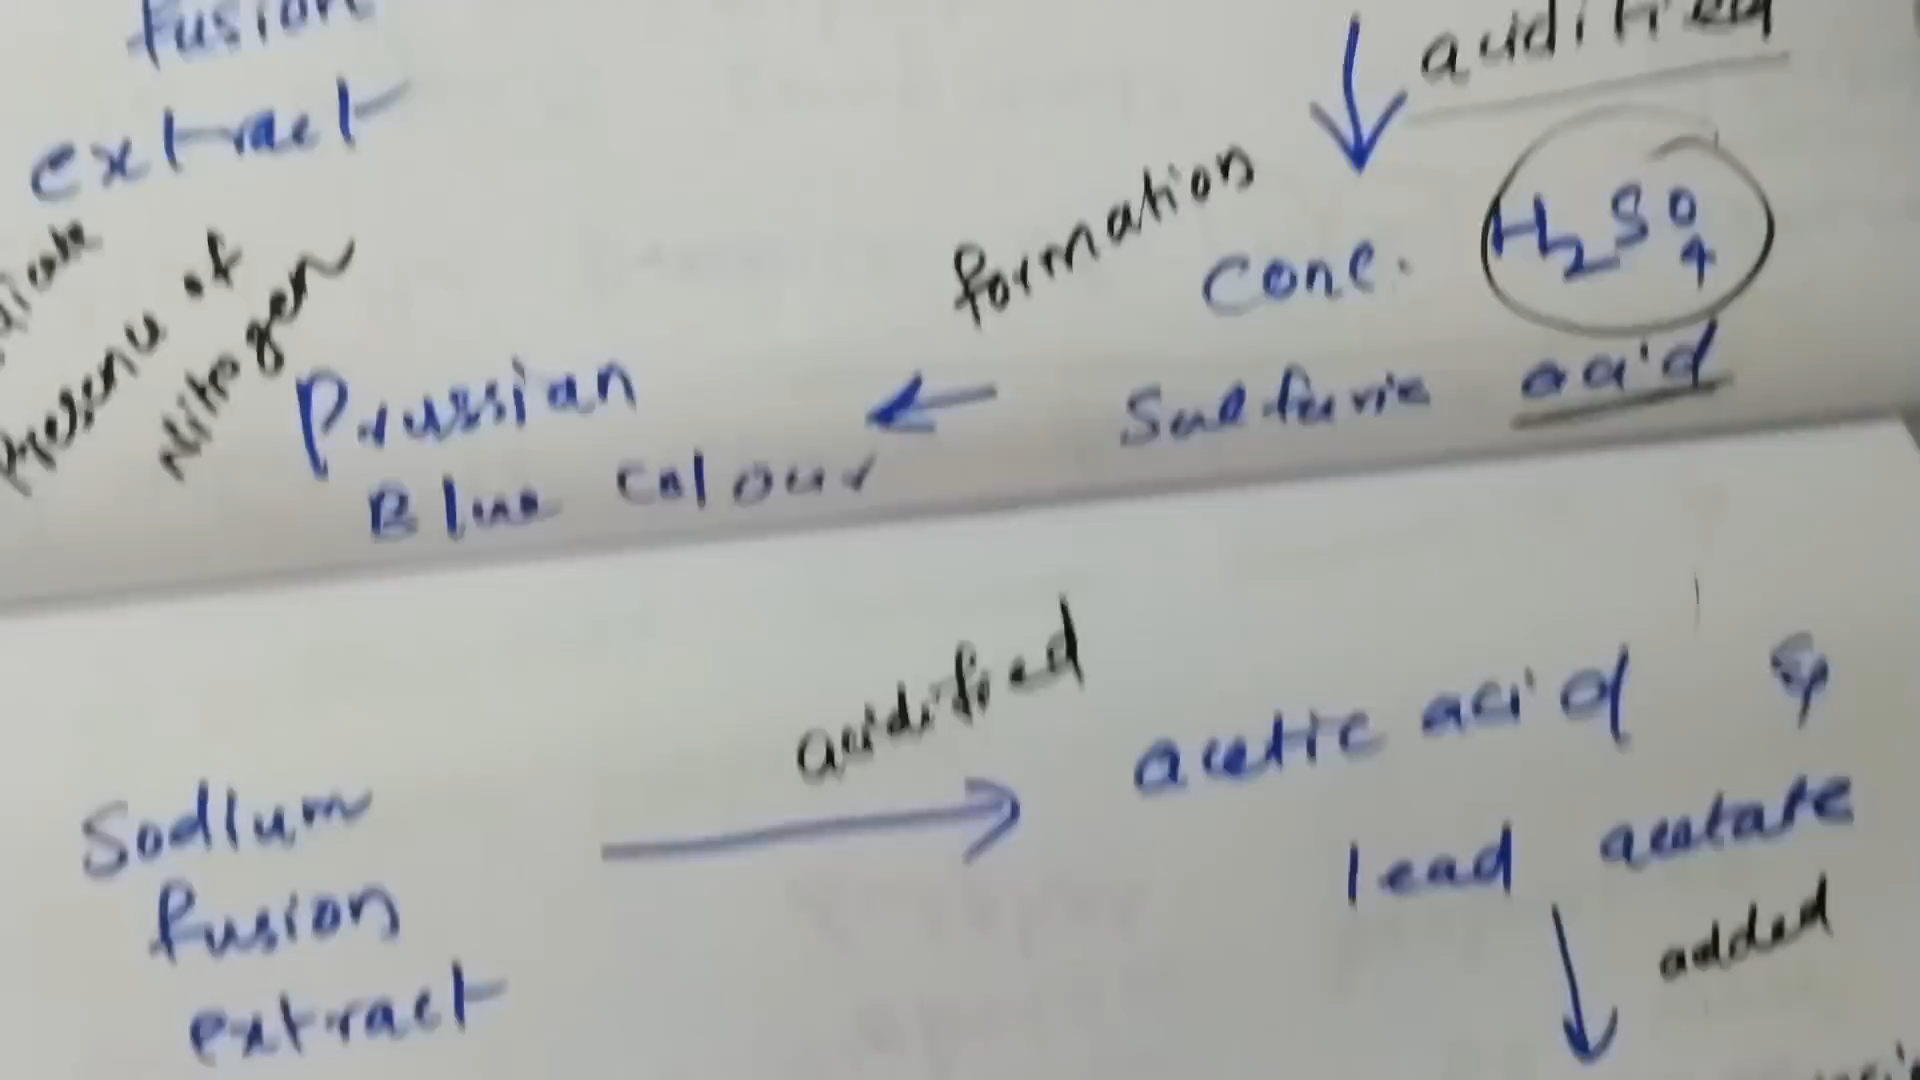 fusion
extract
acidified
formation
conc. H2SO4
Presence of
Nitrogen
Prussian
Sulfuric acid
Blue colour
acidified
acetic acid &
lead acetate
added
Sodium
fusion
extract